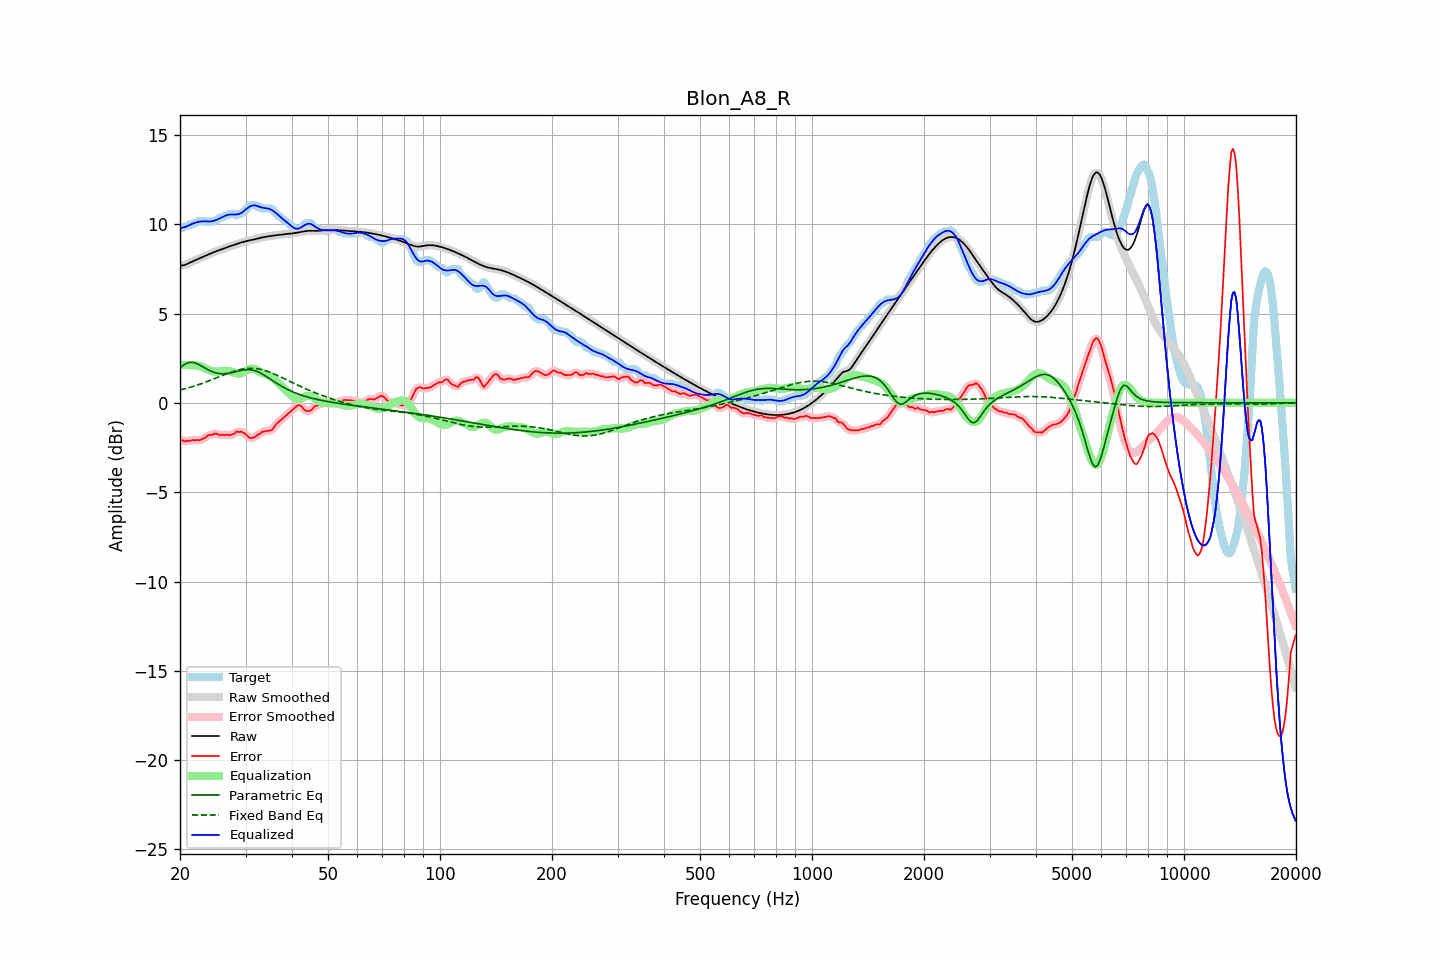 Blon_A8_R
Amplitude (dBr)
15
10
5
0
−5
−10
−15
−20
−25
Target
Raw Smoothed
Error Smoothed
Raw
Error
Equalization
Parametric Eq
Fixed Band Eq
Equalized
20 50 100 200 500 1000 2000 5000 10000 20000
Frequency (Hz)